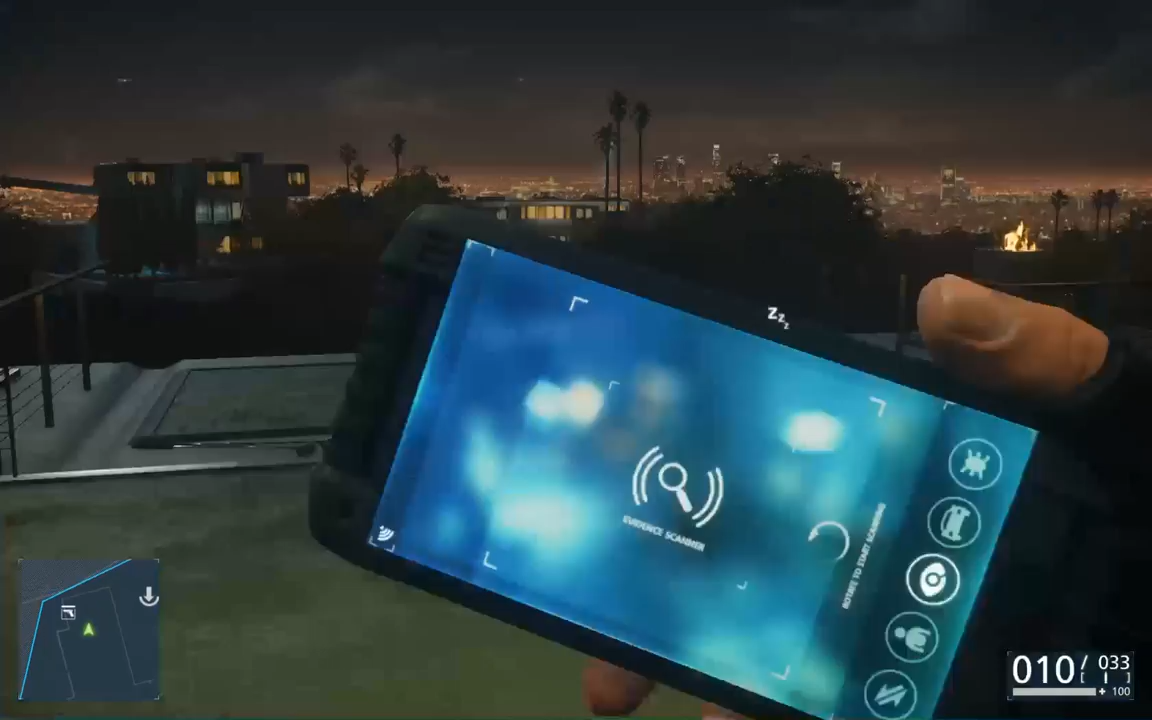 Zzz
EVIDENCE SCANNER
ROTATE TO START SCANNING
010 / 033
+ 100